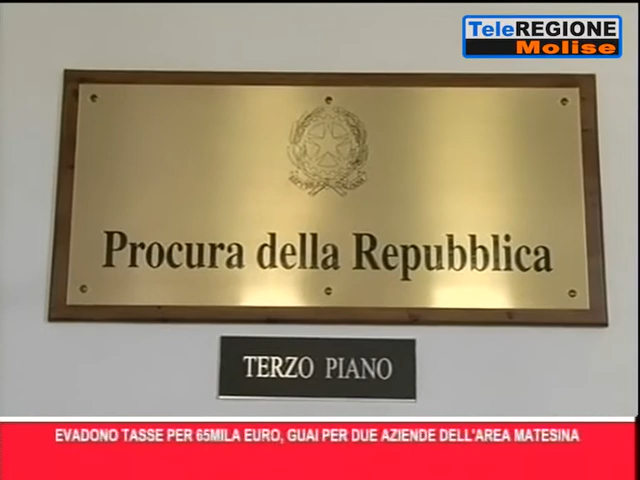 TeleREGIONE
Molise
Procura della Repubblica
TERZO PIANO
EVADONO TASSE PER 65MILA EURO, GUAI PER DUE AZIENDE DELL'AREA MATESINA